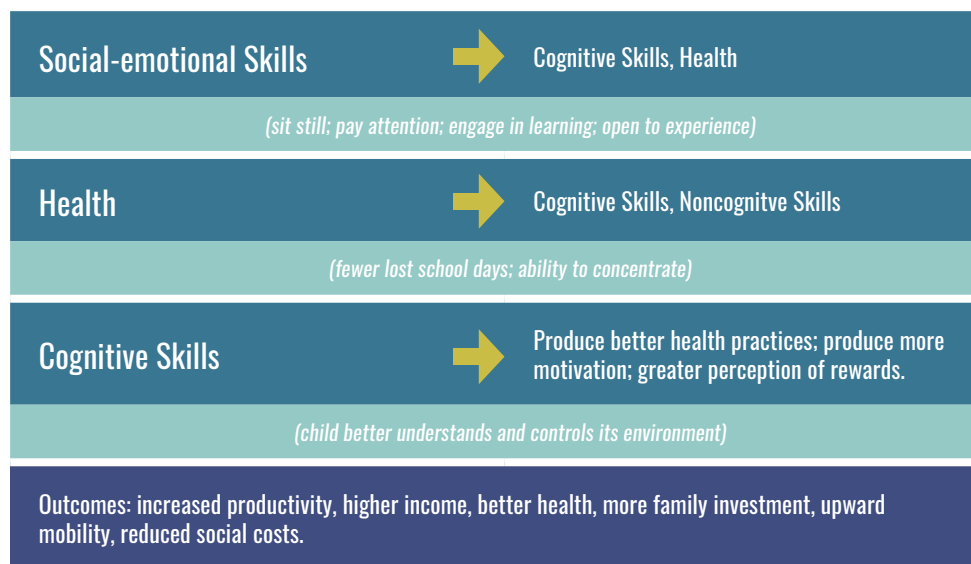 Social-emotional Skills
Cognitive Skills, Health
(sit still; pay attention; engage in learning; open to experience)
Health
Cognitive Skills, Noncognitve Skills
(fewer lost school days; ability to concentrate)
Cognitive Skills
Produce better health practices; produce more
motivation; greater perception of rewards.
(child better understands and controls its environment)
Outcomes: increased productivity, higher income, better health, more family investment, upward
mobility, reduced social costs.